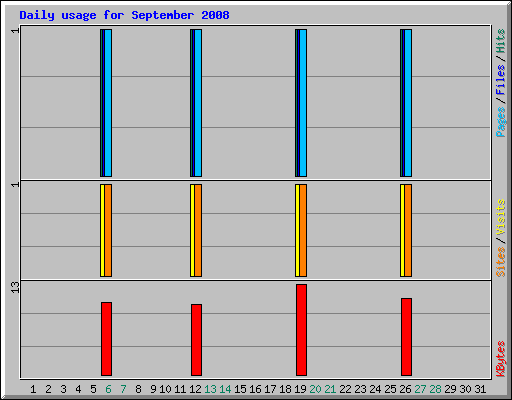 Daily usage for September 2008
1
Pages / Files / Hits
1
Sites / Visits
13
KBytes
1 2 3 4 5 6 7 8 9 10 11 12 13 14 15 16 17 18 19 20 21 22 23 24 25 26 27 28 29 30 31